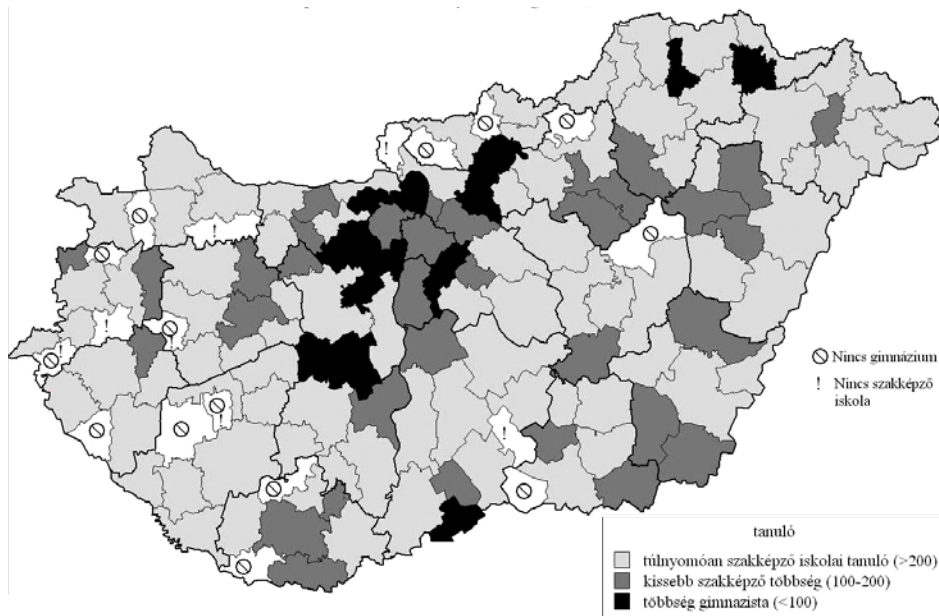 Nincs gimnázium
! Nincs szakképző
iskola
tanuló
túlnyomóan szakképző iskolai tanuló (>200)
kissebb szakképző többség (100-200)
többség gimnazista (<100)